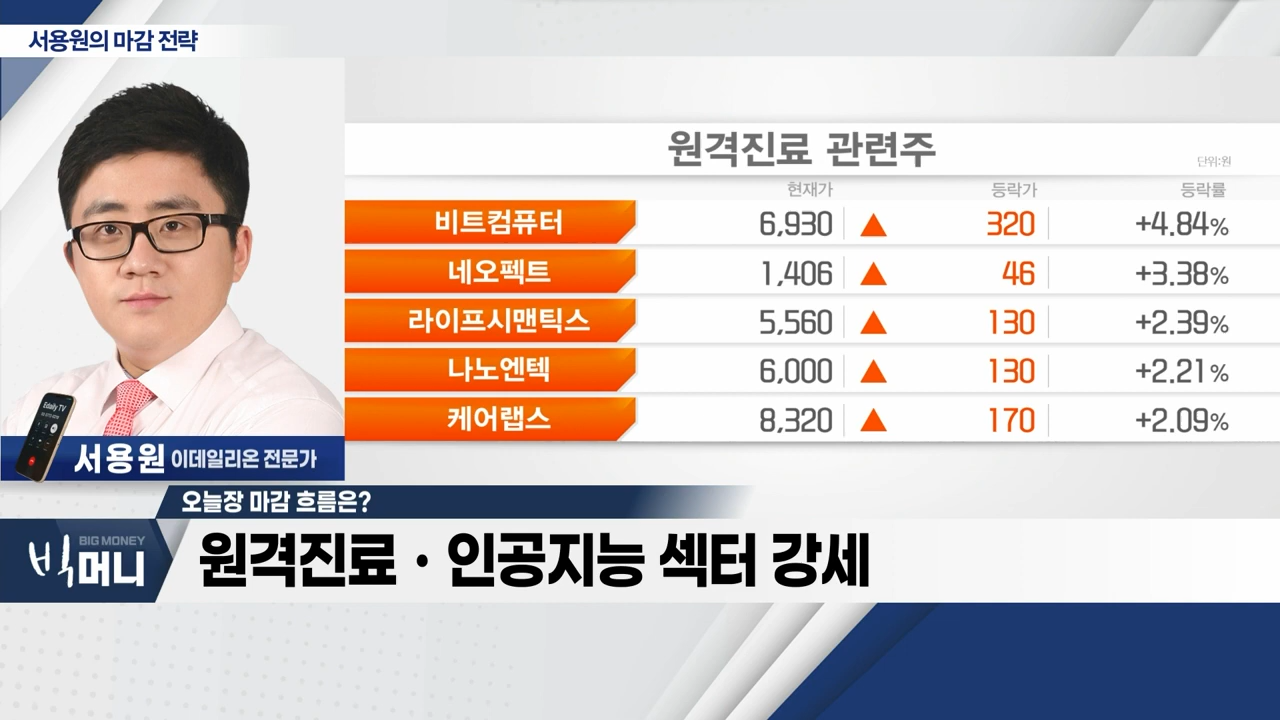 서용원의 마감 전략
원격진료 관련주
단위:원
현재가 등락가 등락률
비트컴퓨터 6,930 ▲ 320 +4.84%
네오펙트 1,406 ▲ 46 +3.38%
라이프시맨틱스 5,560 ▲ 130 +2.39%
나노엔텍 6,000 ▲ 130 +2.21%
케어랩스 8,320 ▲ 170 +2.09%
Edaily TV
서용원 이데일리온 전문가
오늘장 마감 흐름은?
BIG MONEY
빅머니
원격진료 · 인공지능 섹터 강세